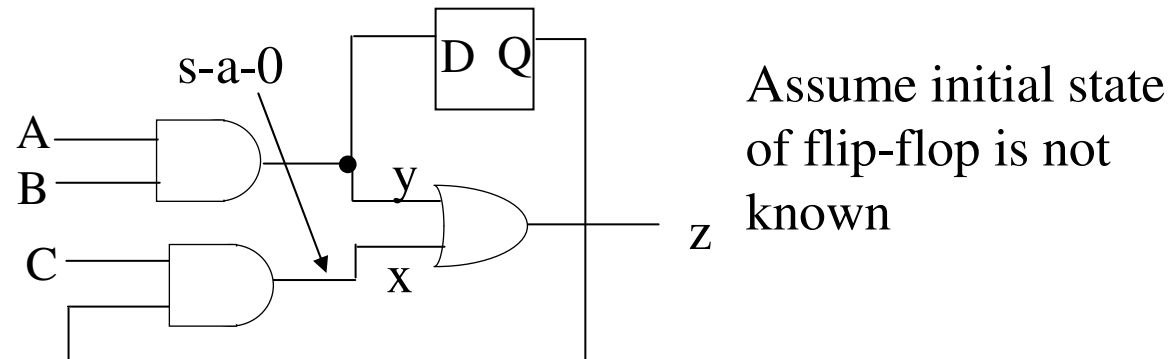 s-a-0
D Q
A
B
y
C
x
z
Assume initial state
of flip-flop is not
known